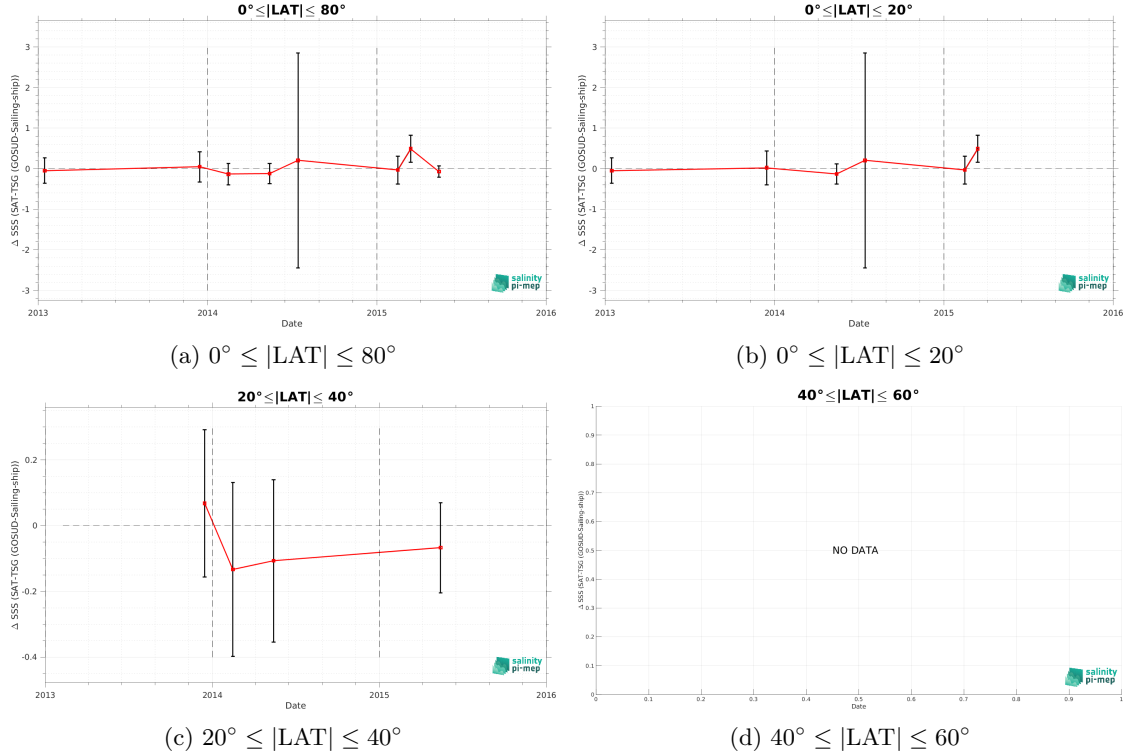 0°≤|LAT|≤ 80°
Δ SSS (SAT-TSG (GOSUD-Sailing-ship))
3
2
1
0
-1
-2
-3
2013
2014
2015
2016
Date
salinity
pi-mep
(a) 0° ≤ |LAT| ≤ 80°
0°≤|LAT|≤ 20°
Δ SSS (SAT-TSG (GOSUD-Sailing-ship))
3
2
1
0
-1
-2
-3
2013
2014
2015
2016
Date
salinity
pi-mep
(b) 0° ≤ |LAT| ≤ 20°
20°≤|LAT|≤ 40°
Δ SSS (SAT-TSG (GOSUD-Sailing-ship))
0.2
0
-0.2
-0.4
2013
2014
2015
2016
Date
salinity
pi-mep
(c) 20° ≤ |LAT| ≤ 40°
40°≤|LAT|≤ 60°
Δ SSS (SAT-TSG (GOSUD-Sailing-ship))
1
0.9
0.8
0.7
0.6
0.5
0.4
0.3
0.2
0.1
0
NO DATA
0
0.1
0.2
0.3
0.4
0.5
0.6
0.7
0.8
0.9
1
Date
salinity
pi-mep
(d) 40° ≤ |LAT| ≤ 60°